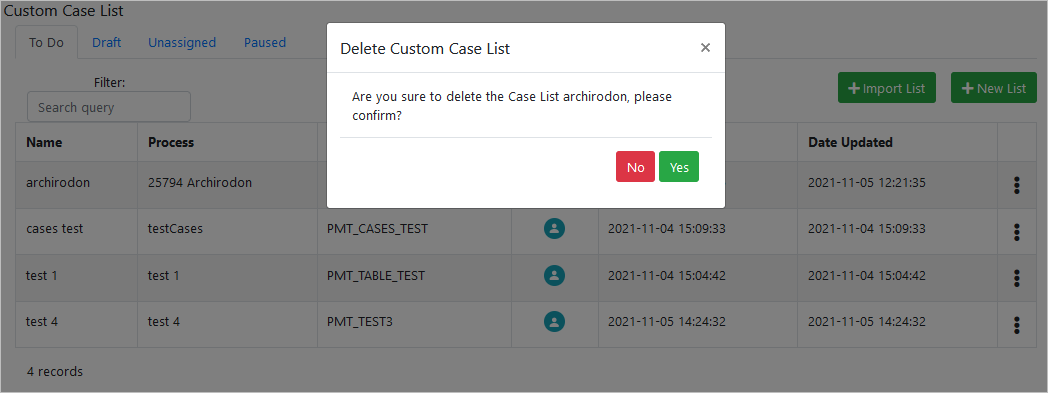 Custom Case List
To Do Draft Unassigned Paused
Delete Custom Case List ×
Are you sure to delete the Case List archirodon, please
confirm?
No Yes
Filter:
Search query
Import List New List
Name Process Date Updated
archirodon 25794 Archirodon 2021-11-05 12:21:35
cases test testCases PMT_CASES_TEST 2021-11-04 15:09:33 2021-11-04 15:09:33
test 1 test 1 PMT_TABLE_TEST 2021-11-04 15:04:42 2021-11-04 15:04:42
test 4 test 4 PMT_TEST3 2021-11-05 14:24:32 2021-11-05 14:24:32
4 records